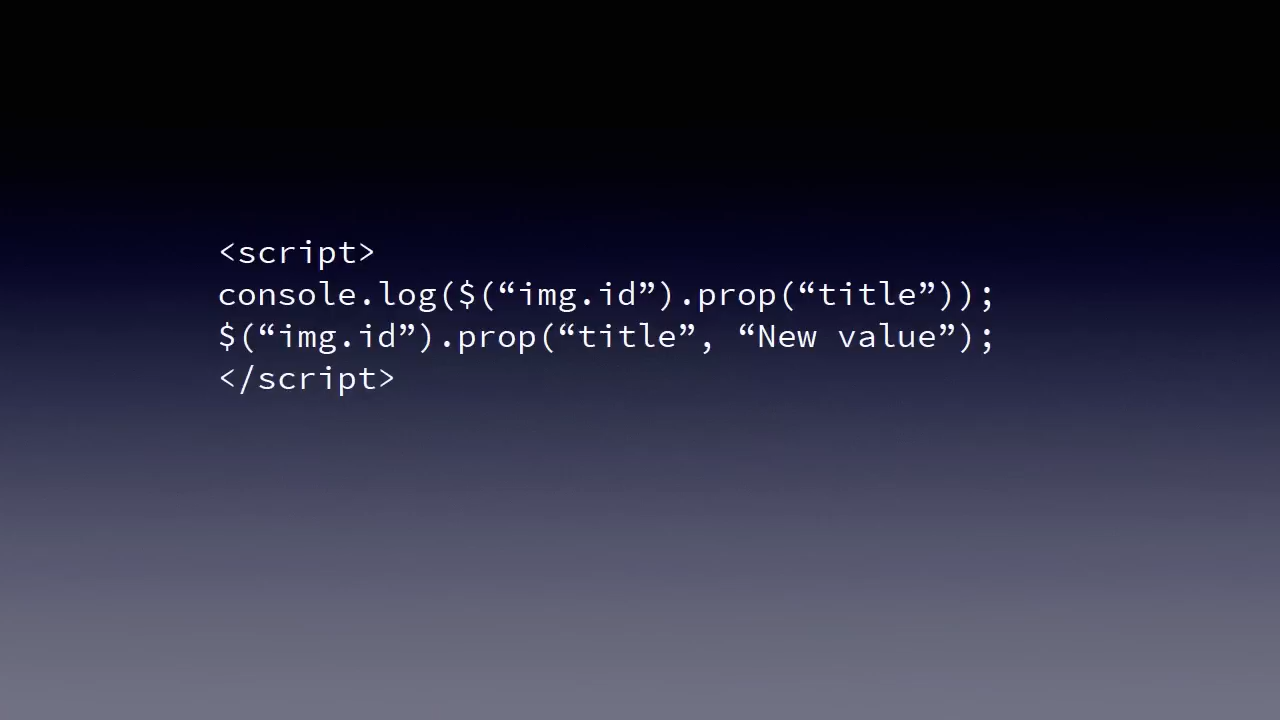 <script>
console.log($(“img.id”).prop(“title”));
$(“img.id”).prop(“title”, “New value”);
</script>